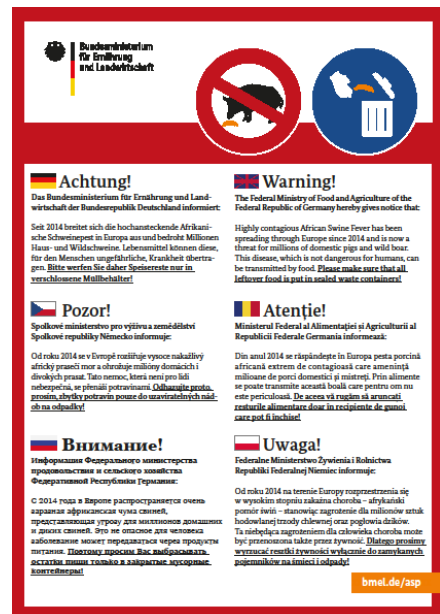 Bundesministerium
für Ernährung
und Landwirtschaft
Achtung!
Das Bundesministerium für Ernährung und Land-
wirtschaft der Bundesrepublik Deutschland informiert:
Seit 2014 breitet sich die hochansteckende Afrikani-
sche Schweinepest in Europa aus und bedroht Millionen
Haus- und Wildschweine. Lebensmittel können diese,
für den Menschen ungefährliche, Krankheit übertra-
gen. Bitte werfen Sie daher Speisereste nur in
verschlossene Müllbehälter!
Warning!
The Federal Ministry of Food and Agriculture of the
Federal Republic of Germany hereby gives notice that:
Highly contagious African Swine Fever has been
spreading through Europe since 2014 and is now a
threat for millions of domestic pigs and wild boar.
This disease, which is not dangerous for humans, can
be transmitted by food. Please make sure that all
leftover food is put in sealed waste containers!
Pozor!
Spolkové ministerstvo pro výživu a zemědělství
Spolkové republiky Německo informuje:
Od roku 2014 se v Evropě rozšiřuje vysoce nakažlivý
africký prasečí mor a ohrožuje milióny domácích i
divokých prasat. Tato nemoc, která není pro lidi
nebezpečná, se přenáší potravinami. Odhazujte proto,
prosím, zbytky potravin pouze do uzavíratelných nád-
ob na odpadky!
Atenție!
Ministerul Federal al Alimentației și Agriculturii al
Republicii Federale Germania informează:
Din anul 2014 se răspândește în Europa pesta porcină
africană extrem de contagioasă care amenință
milioane de porci domestici și mistreți. Prin alimente
se poate transmite această boală care pentru om nu
este periculoasă. De aceea vă rugăm să aruncați
resturile alimentare doar în recipiente de gunoi
care pot fi închise!
Внимание!
Информация Федерального министерства
продовольствия и сельского хозяйства
Федеративной Республики Германия:
С 2014 года в Европе распространяется очень
заразная африканская чума свиней,
представляющая угрозу для миллионов домашних
и диких свиней. Это не опасное для человека
заболевание может передаваться через продукты
питания. Поэтому просим Вас выбрасывать
остатки пищи только в закрытые мусорные
контейнеры!
Uwaga!
Federalne Ministerstwo Żywienia i Rolnictwa
Republiki Federalnej Niemiec informuje:
Od roku 2014 na terenie Europy rozprzestrzenia się
w wysokim stopniu zakaźna choroba – afrykański
pomór świń – stanowiąc zagrożenie dla milionów sztuk
hodowlanej trzody chlewnej oraz pogłowia dzików.
Ta niebędąca zagrożeniem dla człowieka choroba może
być przenoszona także przez żywność. Dlatego prosimy
wyrzucać resztki żywności wyłącznie do zamykanych
pojemników na śmieci i odpady!
bmel.de/asp